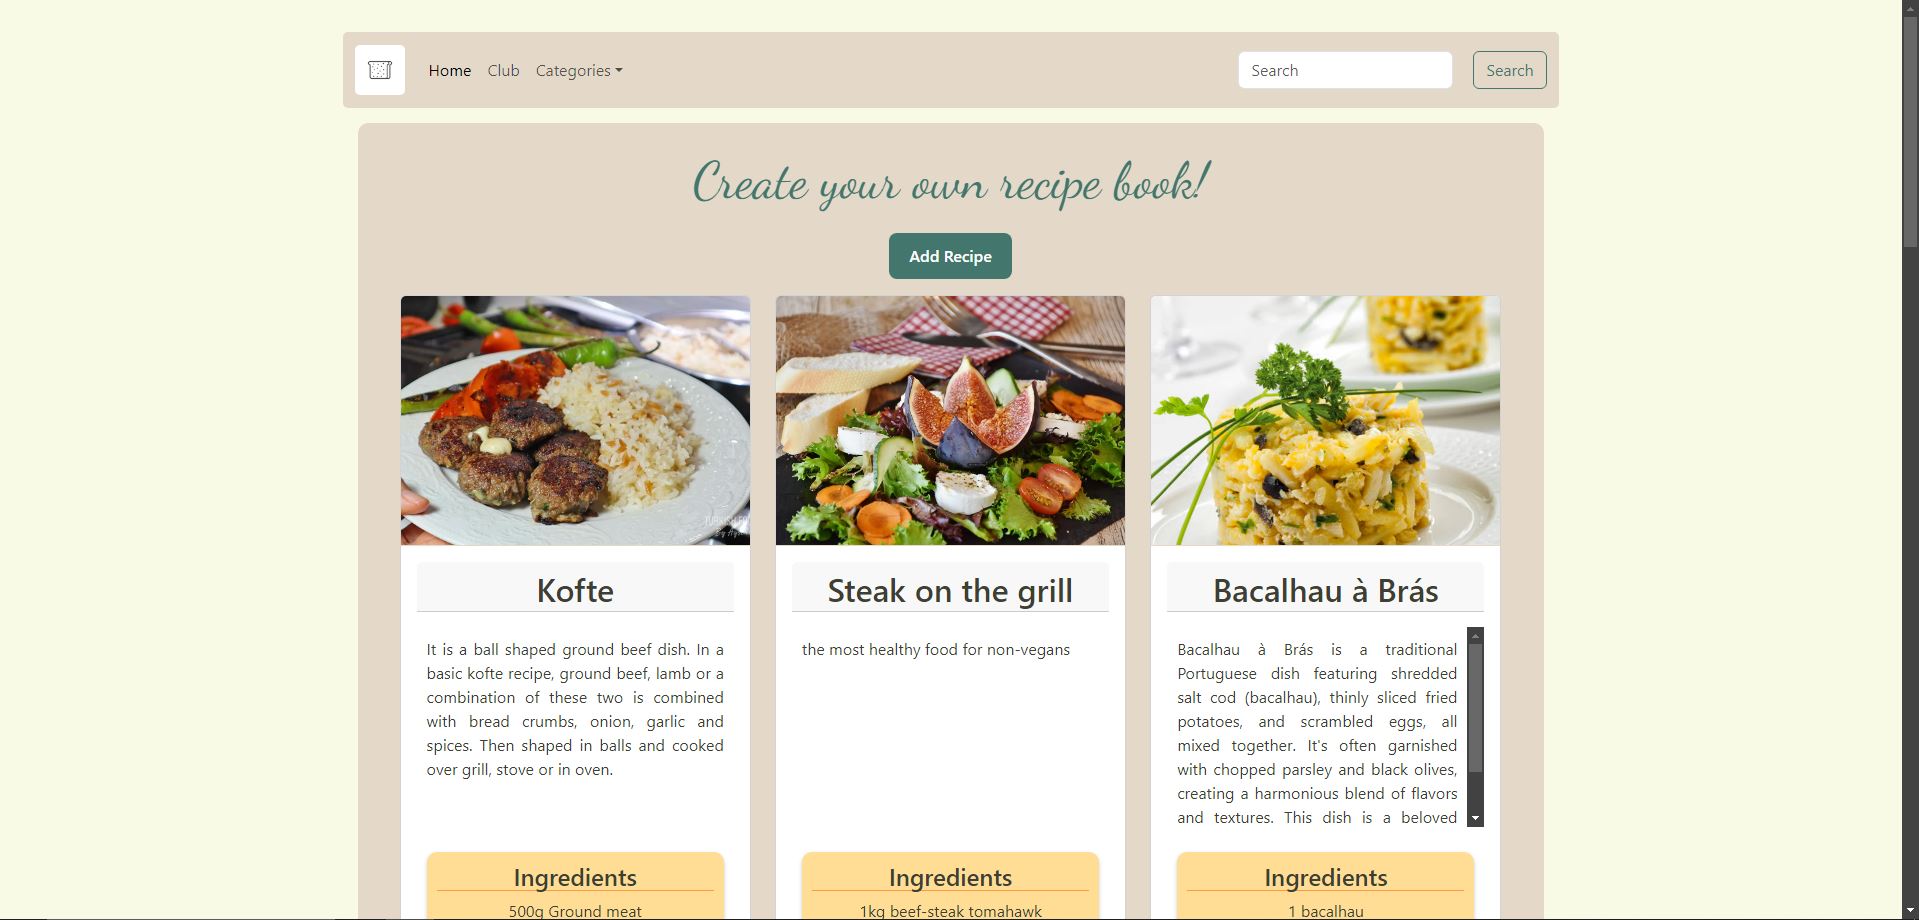 Home Club Categories Search Search
Create your own recipe book!
Add Recipe
Kofte
It is a ball shaped ground beef dish. In a
basic kofte recipe, ground beef, lamb or a
combination of these two is combined
with bread crumbs, onion, garlic and
spices. Then shaped in balls and cooked
over grill, stove or in oven.
Ingredients
500g Ground meat
Steak on the grill
the most healthy food for non-vegans
Ingredients
1kg beef-steak tomahawk
Bacalhau à Brás
Bacalhau à Brás is a traditional
Portuguese dish featuring shredded
salt cod (bacalhau), thinly sliced fried
potatoes, and scrambled eggs, all
mixed together. It's often garnished
with chopped parsley and black olives,
creating a harmonious blend of flavors
and textures. This dish is a beloved
Ingredients
1 bacalhau